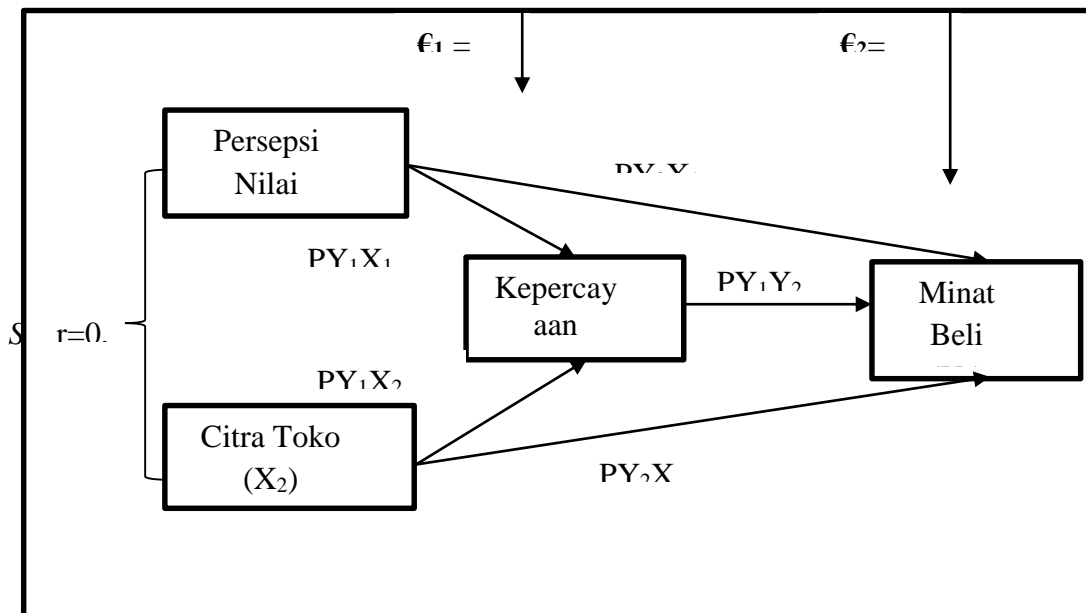 €₁ =
€₂=
Persepsi
Nilai
PY₁X₁
Kepercay
aan
PY₁Y₂
Minat
Beli
S
r=0.
PY₁X₂
Citra Toko
(X₂)
PY₂X